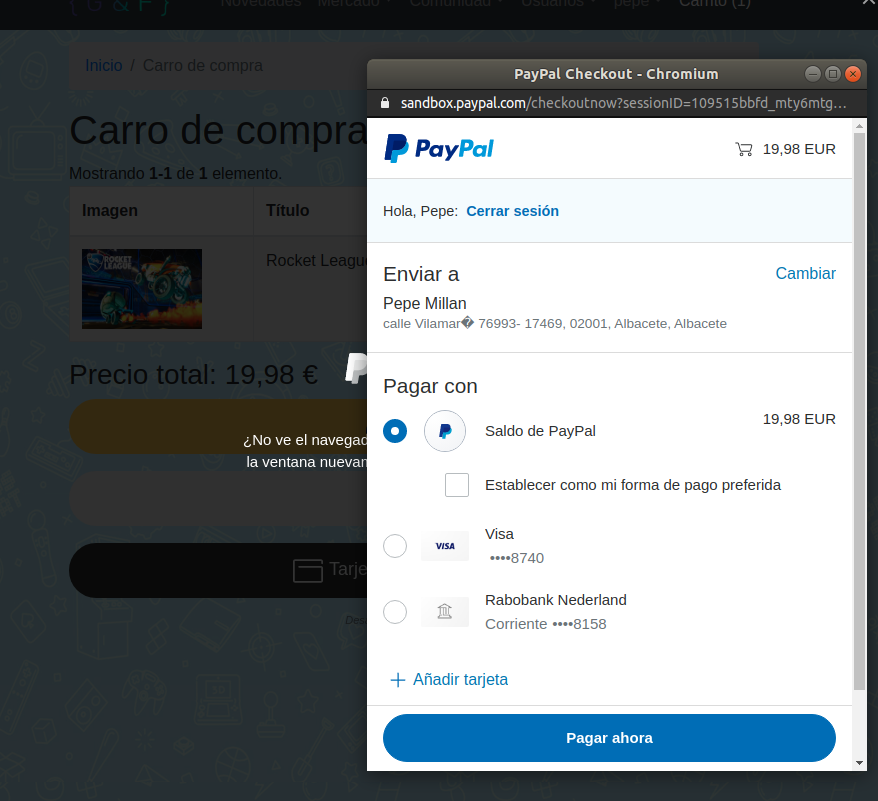 { G & F }
Novedades Mercado Comunidad Usuarios pepe Carrito (1)
Inicio / Carro de compra
Carro de compra
Mostrando 1-1 de 1 elemento.
Imagen Título
ROCKET
LEAGUE
Rocket League
Precio total: 19,98 €
¿No ve el navegad
la ventana nuevam
Tarje
PayPal Checkout - Chromium
sandbox.paypal.com/checkoutnow?sessionID=109515bbfd_mty6mtg...
PayPal
19,98 EUR
Hola, Pepe: Cerrar sesión
Enviar a
Cambiar
Pepe Millan
calle Vilamar� 76993- 17469, 02001, Albacete, Albacete
Pagar con
Saldo de PayPal
19,98 EUR
Establecer como mi forma de pago preferida
VISA
Visa
••••8740
Rabobank Nederland
Corriente ••••8158
+ Añadir tarjeta
Pagar ahora